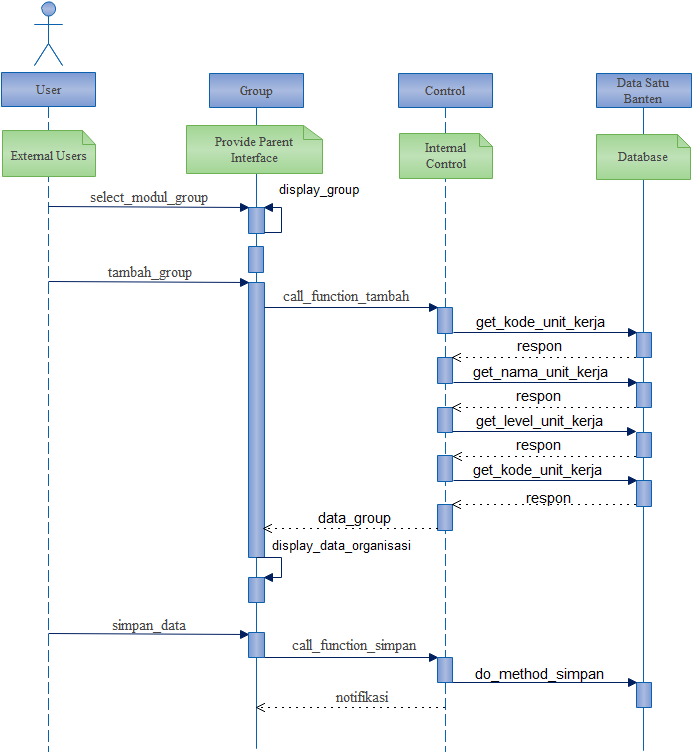 User
Group
Control
Data Satu
Banten
External Users
Provide Parent
Interface
Internal
Control
Database
display_group
select_modul_group
tambah_group
call_function_tambah
get_kode_unit_kerja
respon
get_nama_unit_kerja
respon
get_level_unit_kerja
respon
get_kode_unit_kerja
respon
data_group
display_data_organisasi
simpan_data
call_function_simpan
do_method_simpan
notifikasi